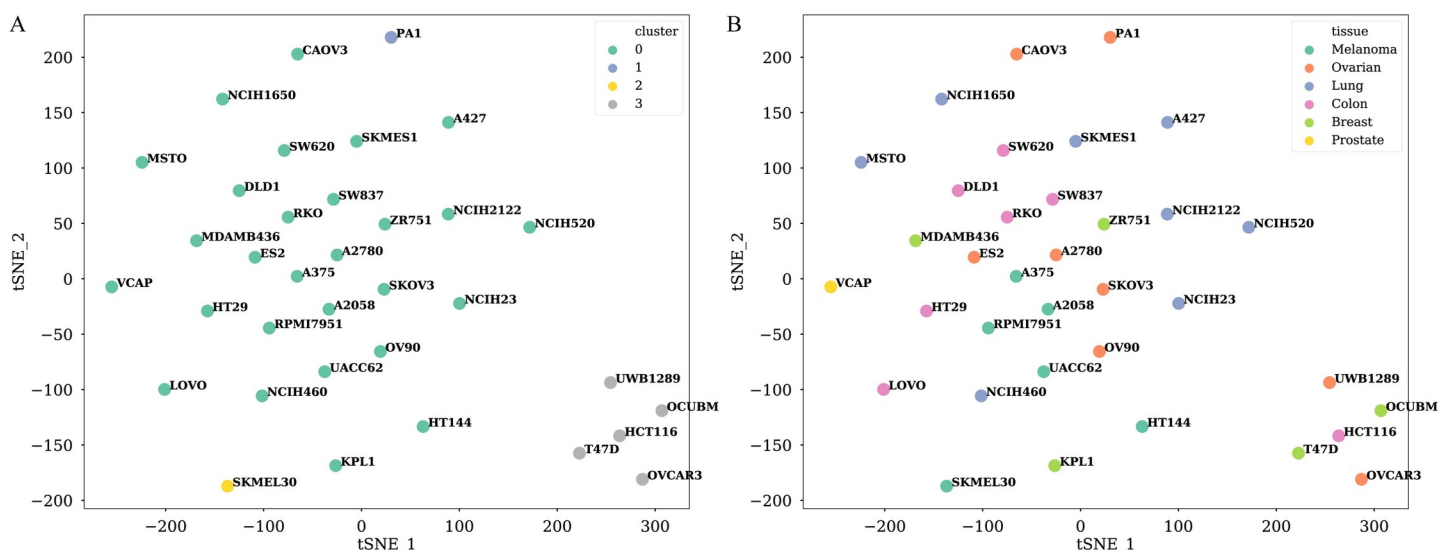 A
cluster
0
1
2
3
PA1
CAOV3
NCIH1650
A427
SKMES1
SW620
MSTO
DLD1
SW837
RKO
NCIH2122
ZR751
NCIH520
MDAMB436
ES2
A2780
A375
VCAP
SKOV3
NCIH23
HT29
A2058
RPMI7951
OV90
UACC62
UWB1289
LOVO
NCIH460
OCUBM
HT144
HCT116
T47D
KPL1
OVCAR3
SKMEL30
200
150
100
50
0
−50
−100
−150
−200
tSNE_2
−200
−100
0
100
200
300
tSNE_1
B
tissue
Melanoma
Ovarian
Lung
Colon
Breast
Prostate
PA1
CAOV3
NCIH1650
A427
SKMES1
SW620
MSTO
DLD1
SW837
RKO
NCIH2122
ZR751
NCIH520
MDAMB436
ES2
A2780
A375
VCAP
SKOV3
NCIH23
HT29
A2058
RPMI7951
OV90
UACC62
UWB1289
LOVO
NCIH460
OCUBM
HT144
HCT116
T47D
KPL1
OVCAR3
SKMEL30
200
150
100
50
0
−50
−100
−150
−200
tSNE_2
−200
−100
0
100
200
300
tSNE_1